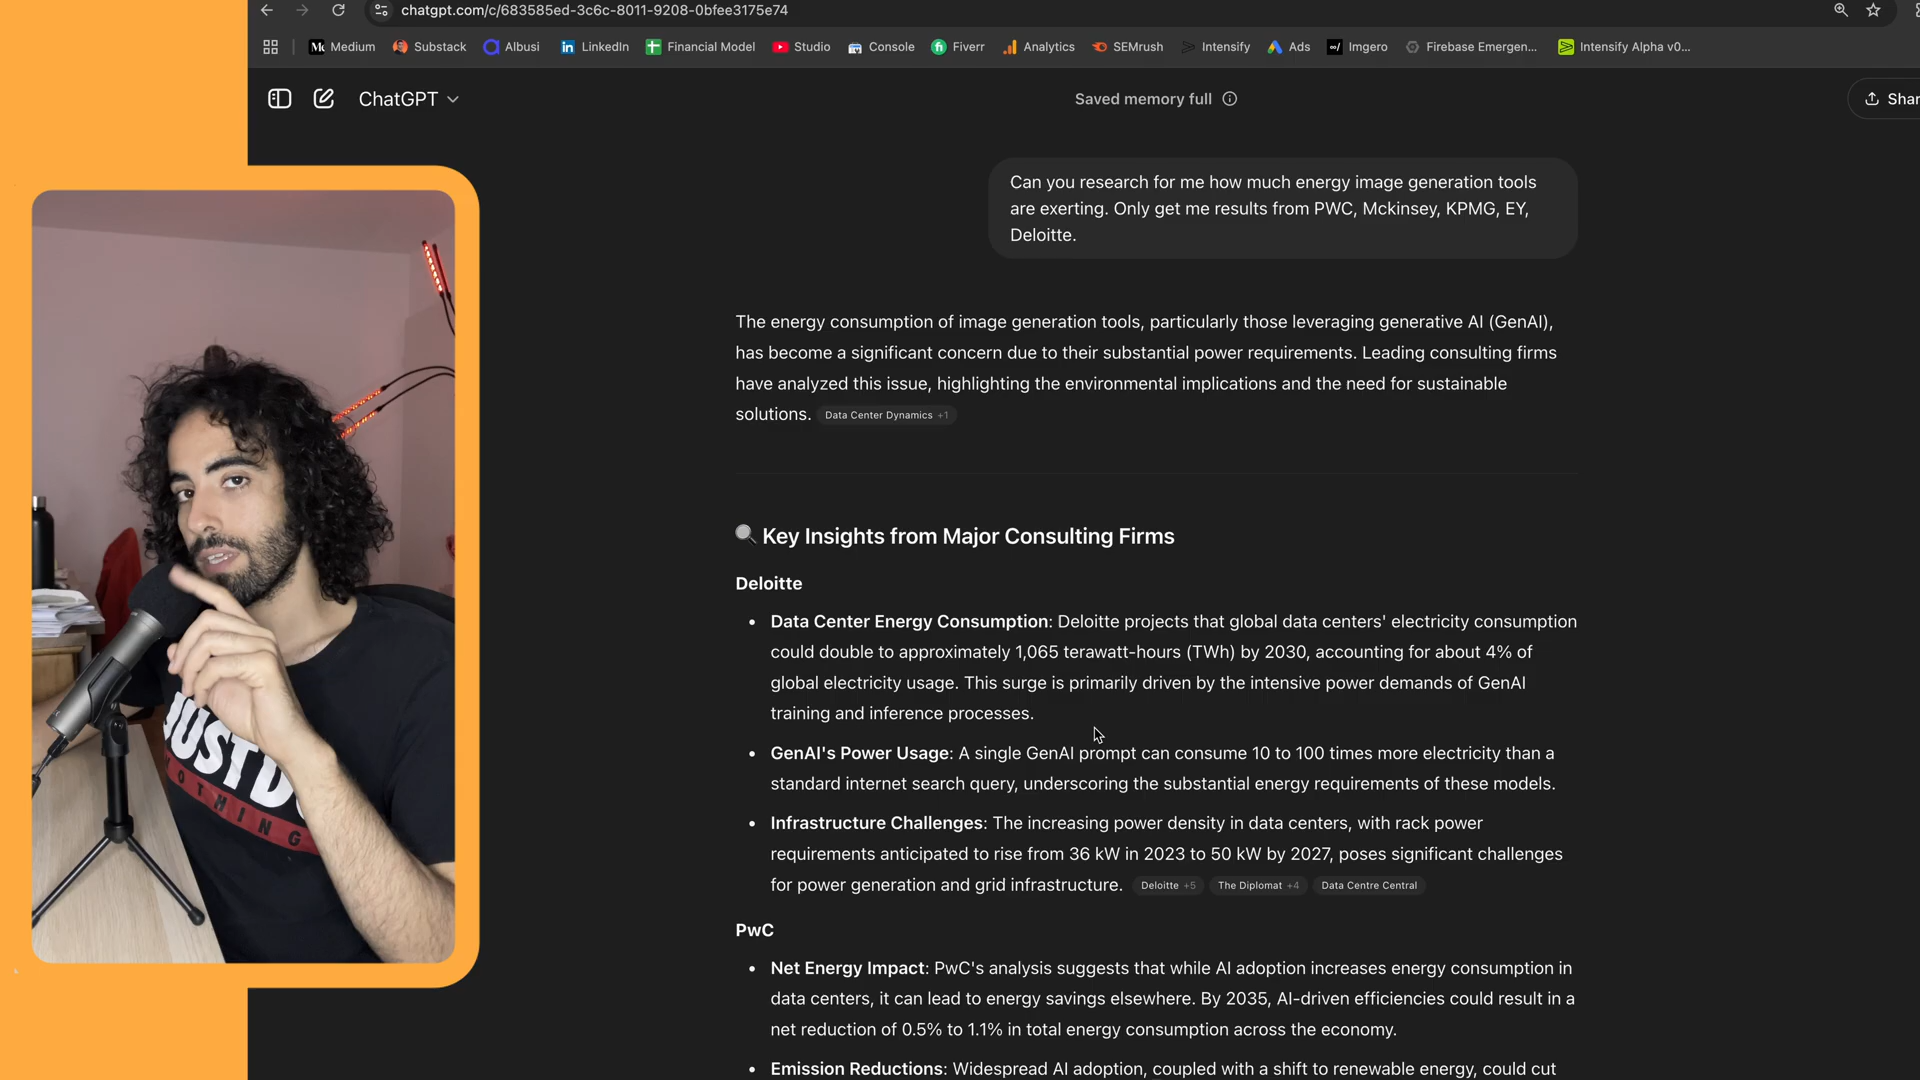 chatgpt.com/c/683585ed-3c6c-8011-9208-0bfee3175e74
Medium Substack Albusi LinkedIn Financial Model Studio Console Fiverr Analytics SEMrush Intensify Ads Imgero Firebase Emergen... Intensify Alpha v0...
ChatGPT
Saved memory full
Shar
Can you research for me how much energy image generation tools
are exerting. Only get me results from PWC, Mckinsey, KPMG, EY,
Deloitte.
The energy consumption of image generation tools, particularly those leveraging generative AI (GenAI),
has become a significant concern due to their substantial power requirements. Leading consulting firms
have analyzed this issue, highlighting the environmental implications and the need for sustainable
solutions. Data Center Dynamics +1
🔍 Key Insights from Major Consulting Firms
Deloitte
• Data Center Energy Consumption: Deloitte projects that global data centers' electricity consumption
could double to approximately 1,065 terawatt-hours (TWh) by 2030, accounting for about 4% of
global electricity usage. This surge is primarily driven by the intensive power demands of GenAI
training and inference processes.
• GenAI's Power Usage: A single GenAI prompt can consume 10 to 100 times more electricity than a
standard internet search query, underscoring the substantial energy requirements of these models.
• Infrastructure Challenges: The increasing power density in data centers, with rack power
requirements anticipated to rise from 36 kW in 2023 to 50 kW by 2027, poses significant challenges
for power generation and grid infrastructure. Deloitte +5 The Diplomat +4 Data Centre Central
PwC
• Net Energy Impact: PwC's analysis suggests that while AI adoption increases energy consumption in
data centers, it can lead to energy savings elsewhere. By 2035, AI-driven efficiencies could result in a
net reduction of 0.5% to 1.1% in total energy consumption across the economy.
• Emission Reductions: Widespread AI adoption, coupled with a shift to renewable energy, could cut
JUST D
OTHING